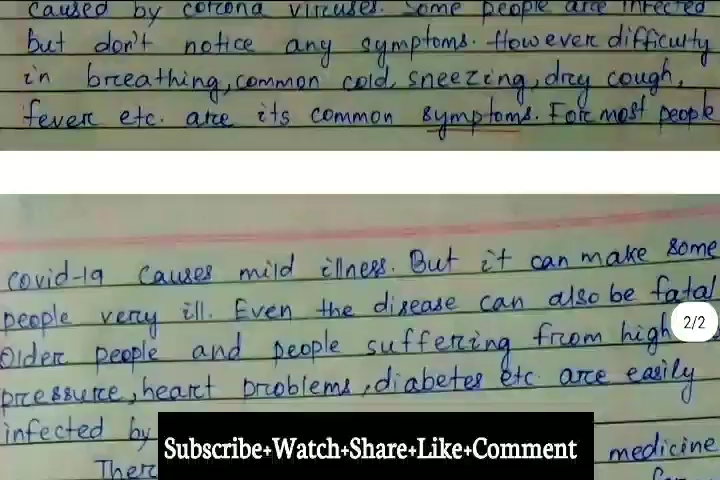 caused by corona viruses. Some people are infected
but don't notice any symptoms. However difficulty
in breathing, common cold, sneezing, dry cough,
fever etc. are its common symptoms. For most people
covid-19 causes mild illness. But it can make some
people very ill. Even the disease can also be fatal
2/2
Older people and people suffering from high
pressure, heart problems, diabetes etc. are easily
infected by
Subscribe+Watch+Share+Like+Comment
medicine